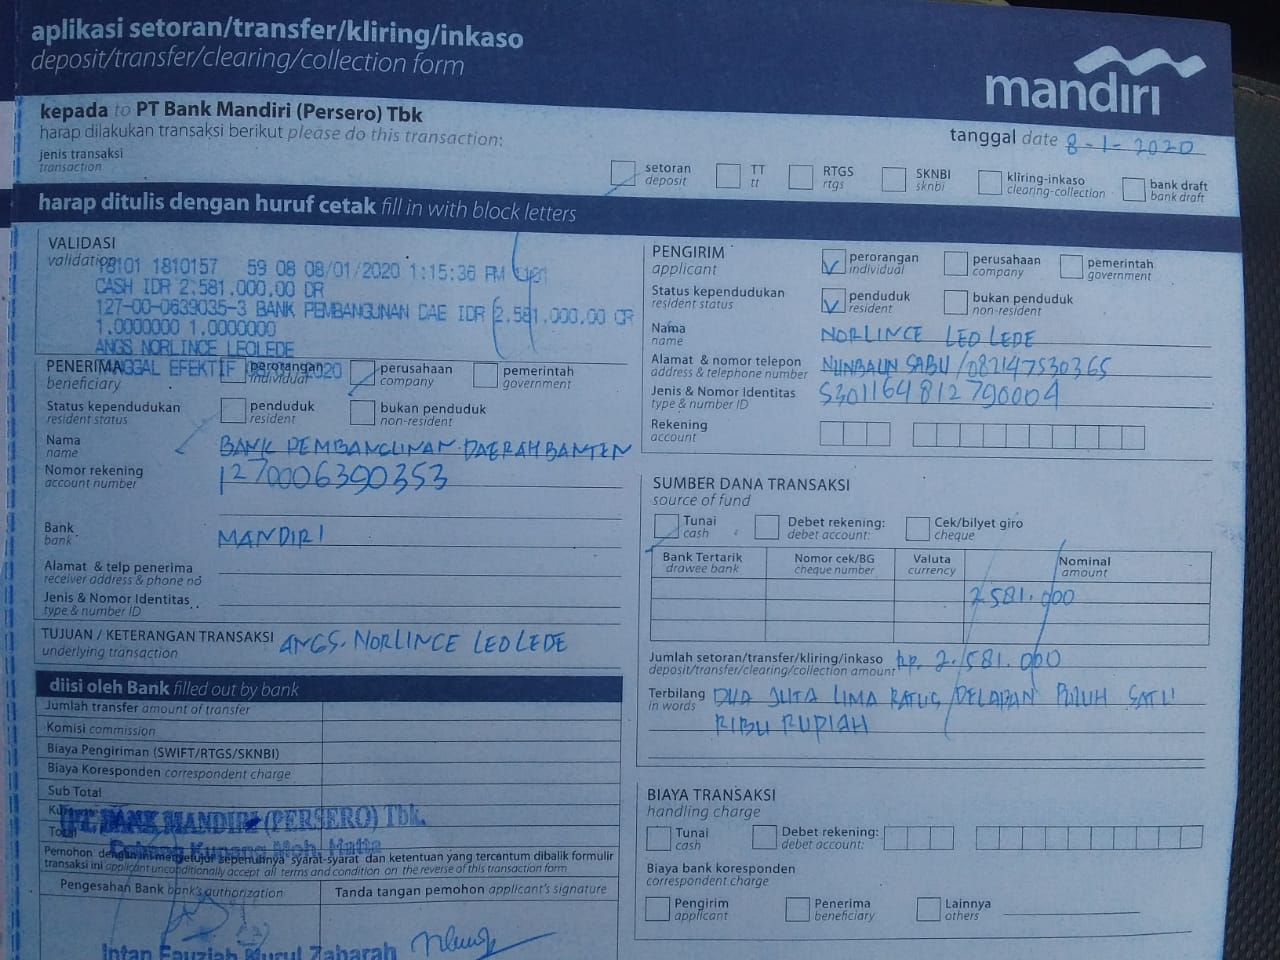 aplikasi setoran/transfer/kliring/inkaso
deposit/transfer/clearing/collection form
mandiri
kepada to PT Bank Mandiri (Persero) Tbk
harap dilakukan transaksi berikut please do this transaction:
tanggal date 8-1-2020
jenis transaksi
transaction
setoran
deposit
TT
tt
RTGS
rtgs
SKNBI
sknbi
kliring-inkaso
clearing-collection
bank draft
bank draft
harap ditulis dengan huruf cetak fill in with block letters
VALIDASI
validation
18101 1810157 59 08 08/01/2020 1:15:36 PM
CASH IDR 2.581.000,00 DR
127-00-0639035-3 BANK PEMBANGUNAN DAE IDR 2.581.000,00 CR
1.0000000 1.0000000
ANGS NORLINCE LEOLEDE
TANGGAL EFEKTIF 08/01/2020
PENERIMA
beneficiary
perorangan
individual
perusahaan
company
pemerintah
government
Status kependudukan
resident status
penduduk
resident
bukan penduduk
non-resident
Nama
name
BANK PEMBANGUNAN DAERAH BANTEN
Nomor rekening
account number
1270006390353
Bank
bank
MANDIRI
Alamat & telp penerima
receiver address & phone no
Jenis & Nomor Identitas
type & number ID
TUJUAN / KETERANGAN TRANSAKSI ANGS. NORLINCE LEOLEDE
underlying transaction
diisi oleh Bank filled out by bank
Jumlah transfer amount of transfer
Komisi commission
Biaya Pengiriman (SWIFT/RTGS/SKNBI)
Biaya Koresponden correspondent charge
Sub Total
Total
PT. BANK MANDIRI (PERSERO) Tbk.
Cabang Kupang Moh. Hatta
Pemohon dengan ini menyetujui sepenuhnya syarat-syarat dan ketentuan yang tercantum dibalik formulir
transaksi ini applicant unconditionally accept all terms and condition on the reverse of this transaction form
Pengesahan Bank bank's authorization
Tanda tangan pemohon applicant's signature
Intan Fauziah Nurul Zaharah
PENGIRIM
applicant
perorangan
individual
perusahaan
company
pemerintah
government
Status kependudukan
resident status
penduduk
resident
bukan penduduk
non-resident
Nama
name
NORLINCE LEO LEDE
Alamat & nomor telepon
address & telephone number
NUNBAUN SABU /082147530365
Jenis & Nomor Identitas
type & number ID
5301164812790004
Rekening
account
SUMBER DANA TRANSAKSI
source of fund
Tunai
cash
Debet rekening:
debet account:
Cek/bilyet giro
cheque
Bank Tertarik
drawee bank
Nomor cek/BG
cheque number
Valuta
currency
Nominal
amount
2.581.000
Jumlah setoran/transfer/kliring/inkaso Rp. 2.581.000
deposit/transfer/clearing/collection amount
Terbilang DUA JUTA LIMA RATUS DELAPAN PULUH SATU
in words
RIBU RUPIAH
BIAYA TRANSAKSI
handling charge
Tunai
cash
Debet rekening:
debet account:
Biaya bank koresponden
correspondent charge
Pengirim
applicant
Penerima
beneficiary
Lainnya
others